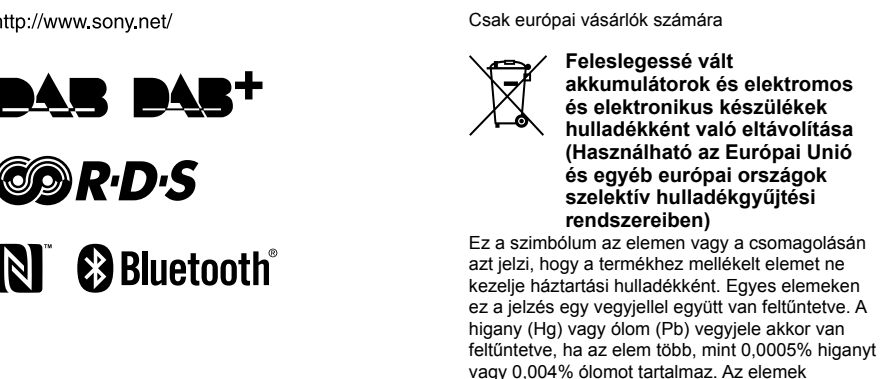 http://www.sony.net/
DAB DAB+
R·D·S
N™ Bluetooth®
Csak európai vásárlók számára
Feleslegessé vált
akkumulátorok és elektromos
és elektronikus készülékek
hulladékként való eltávolítása
(Használható az Európai Unió
és egyéb európai országok
szelektív hulladékgyűjtési
rendszereiben)
Ez a szimbólum az elemen vagy a csomagolásán
azt jelzi, hogy a termékhez mellékelt elemet ne
kezelje háztartási hulladékként. Egyes elemeken
ez a jelzés egy vegyjellel együtt van feltűntetve. A
higany (Hg) vagy ólom (Pb) vegyjele akkor van
feltűntetve, ha az elem több, mint 0,0005% higanyt
vagy 0,004% ólomot tartalmaz. Az elemek